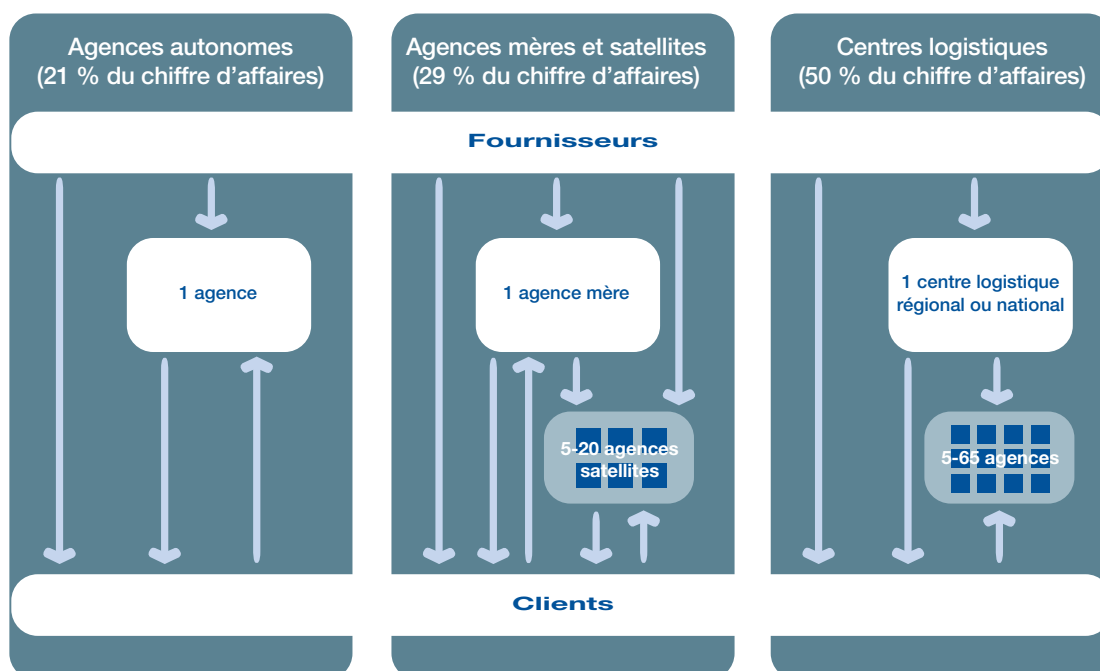 Agences autonomes
(21 % du chiffre d'affaires)
Agences mères et satellites
(29 % du chiffre d'affaires)
Centres logistiques
(50 % du chiffre d'affaires)
Fournisseurs
1 agence
1 agence mère
1 centre logistique
régional ou national
5-20 agences
satellites
5-65 agences
Clients